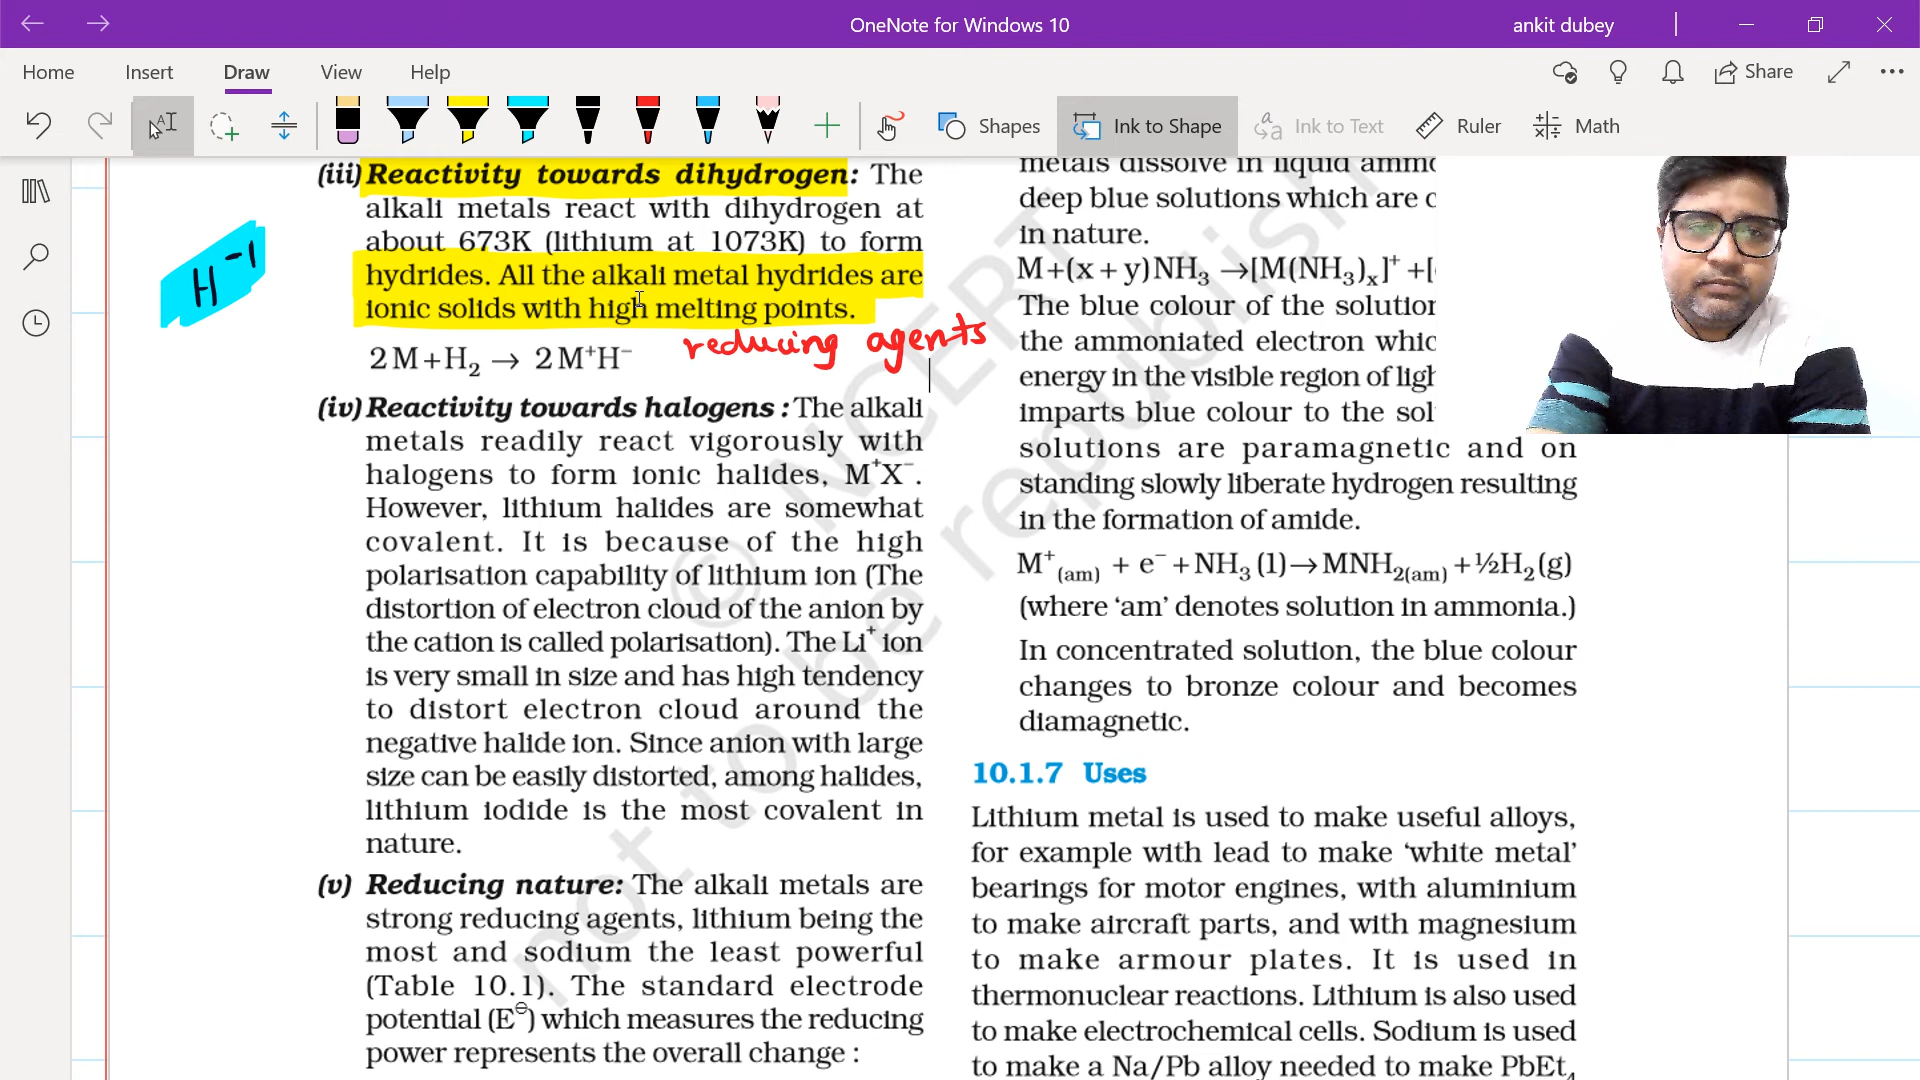 OneNote for Windows 10
ankit dubey
Home Insert Draw View Help
Share
Shapes Ink to Shape Ink to Text Ruler Math
H⁻¹
(iii) Reactivity towards dihydrogen: The
alkali metals react with dihydrogen at
about 673K (lithium at 1073K) to form
hydrides. All the alkali metal hydrides are
ionic solids with high melting points.
reducing agents
2M+H₂ → 2M⁺H⁻
(iv) Reactivity towards halogens : The alkali
metals readily react vigorously with
halogens to form ionic halides, M⁺X⁻.
However, lithium halides are somewhat
covalent. It is because of the high
polarisation capability of lithium ion (The
distortion of electron cloud of the anion by
the cation is called polarisation). The Li⁺ ion
is very small in size and has high tendency
to distort electron cloud around the
negative halide ion. Since anion with large
size can be easily distorted, among halides,
lithium iodide is the most covalent in
nature.
(v) Reducing nature: The alkali metals are
strong reducing agents, lithium being the
most and sodium the least powerful
(Table 10.1). The standard electrode
potential (E⊖) which measures the reducing
power represents the overall change :
metals dissolve in liquid ammo
deep blue solutions which are c
in nature.
M+(x + y)NH₃ →[M(NH₃)ₓ]⁺ +[
The blue colour of the solution
the ammoniated electron whic
energy in the visible region of ligh
imparts blue colour to the sol
solutions are paramagnetic and on
standing slowly liberate hydrogen resulting
in the formation of amide.
M⁺(am) + e⁻ + NH₃ (1)→MNH₂(am) +½H₂(g)
(where ‘am’ denotes solution in ammonia.)
In concentrated solution, the blue colour
changes to bronze colour and becomes
diamagnetic.
10.1.7 Uses
Lithium metal is used to make useful alloys,
for example with lead to make ‘white metal’
bearings for motor engines, with aluminium
to make aircraft parts, and with magnesium
to make armour plates. It is used in
thermonuclear reactions. Lithium is also used
to make electrochemical cells. Sodium is used
to make a Na/Pb alloy needed to make PbEt₄
© NCERT
not to be republish